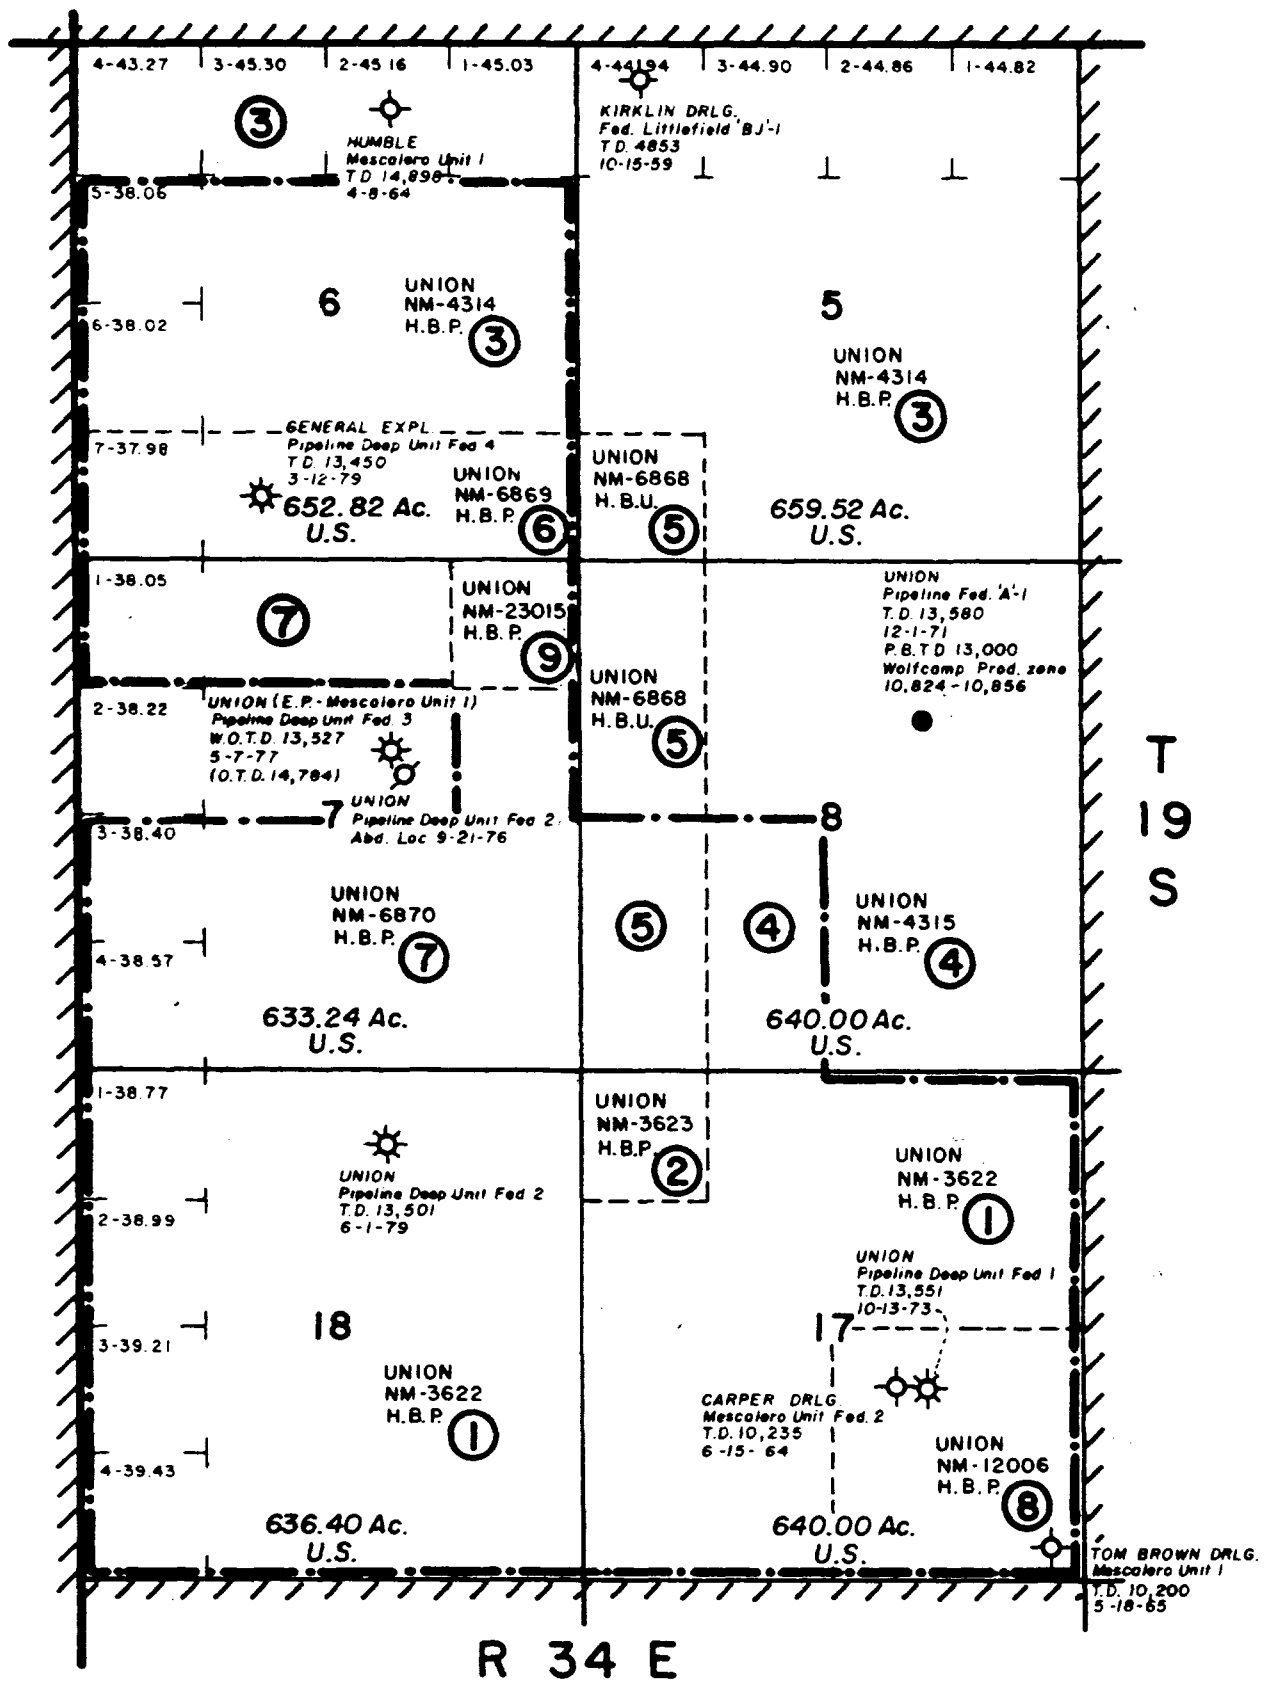 4-43.27
3-45.30
2-45.16
1-45.03
4-44.94
3-44.90
2-44.86
1-44.82
3
HUMBLE
Mescalero Unit 1
T.D. 14,898
4-8-64
KIRKLIN DRLG.
Fed. Littlefield 'BJ'-1
T.D. 4853
10-15-59
5-38.06
6-38.02
6
UNION
NM-4314
H.B.P.
3
5
UNION
NM-4314
H.B.P.
3
7-37.98
GENERAL EXPL.
Pipeline Deep Unit Fed 4
T.D. 13,450
3-12-79
652.82 Ac.
U.S.
UNION
NM-6869
H.B.P.
6
UNION
NM-6868
H.B.U.
5
659.52 Ac.
U.S.
1-38.05
7
UNION
NM-23015
H.B.P.
9
UNION
Pipeline Fed. 'A'-1
T.D. 13,580
12-1-71
P.B.T.D 13,000
Wolfcamp Prod. zone
10,824-10,856
UNION
NM-6868
H.B.U.
5
2-38.22
UNION (E.P.-Mescalero Unit 1)
Pipeline Deep Unit Fed. 3
W.O.T.D. 13,527
5-7-77
(O.T.D. 14,784)
7
UNION
Pipeline Deep Unit Fed 2
Abd. Loc 9-21-76
8
3-38.40
UNION
NM-6870
H.B.P.
7
4-38.57
633.24 Ac.
U.S.
5
4
UNION
NM-4315
H.B.P.
4
640.00 Ac.
U.S.
T
19
S
1-38.77
UNION
Pipeline Deep Unit Fed 2
T.D. 13,501
6-1-79
2-38.99
UNION
NM-3623
H.B.P.
2
UNION
NM-3622
H.B.P.
1
UNION
Pipeline Deep Unit Fed 1
T.D. 13,551
10-13-73
3-39.21
18
17
UNION
NM-3622
H.B.P.
1
CARPER DRLG.
Mescalero Unit Fed. 2
T.D. 10,235
6-15-64
4-39.43
UNION
NM-12006
H.B.P.
8
636.40 Ac.
U.S.
640.00 Ac.
U.S.
TOM BROWN DRLG.
Mescalero Unit 1
T.D. 10,200
5-18-65
R 34 E